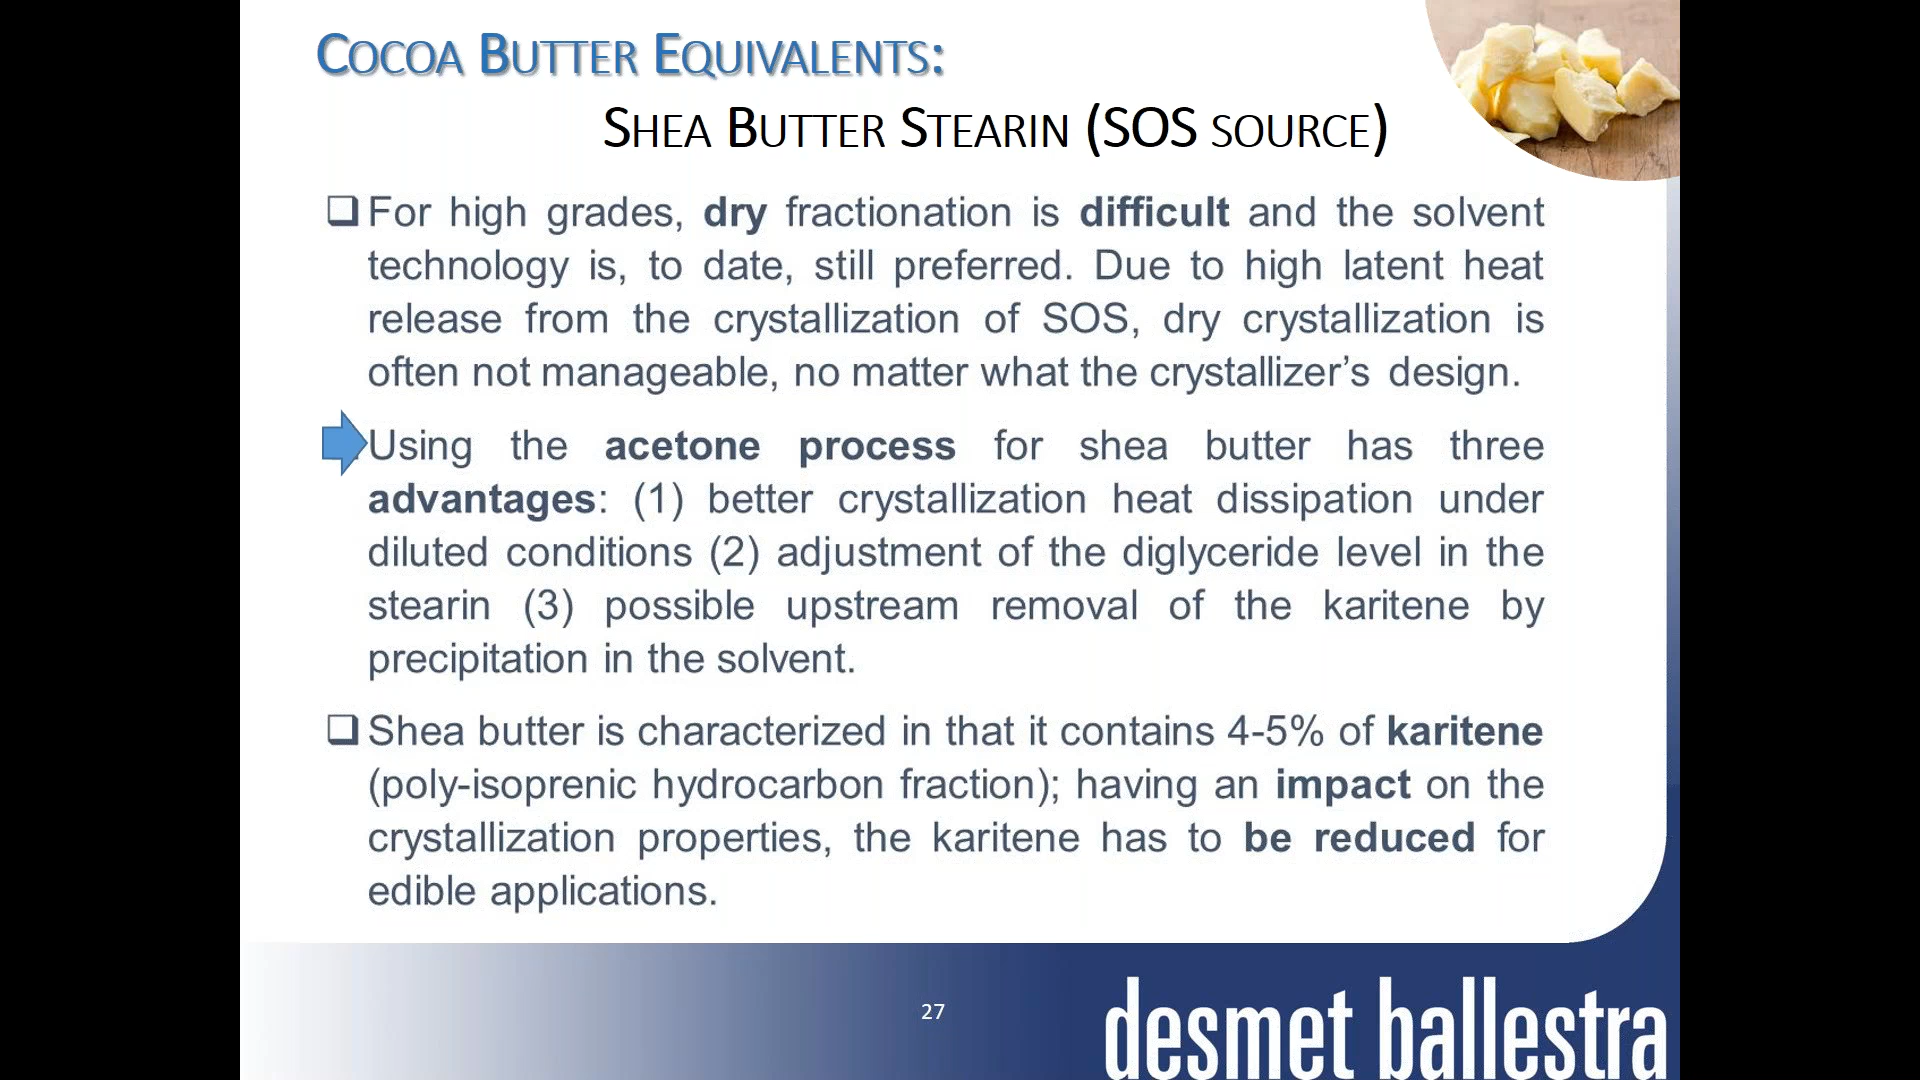 COCOA BUTTER EQUIVALENTS:
SHEA BUTTER STEARIN (SOS SOURCE)
For high grades, dry fractionation is difficult and the solvent
technology is, to date, still preferred. Due to high latent heat
release from the crystallization of SOS, dry crystallization is
often not manageable, no matter what the crystallizer’s design.
Using the acetone process for shea butter has three
advantages: (1) better crystallization heat dissipation under
diluted conditions (2) adjustment of the diglyceride level in the
stearin (3) possible upstream removal of the karitene by
precipitation in the solvent.
Shea butter is characterized in that it contains 4-5% of karitene
(poly-isoprenic hydrocarbon fraction); having an impact on the
crystallization properties, the karitene has to be reduced for
edible applications.
27
desmet ballestra